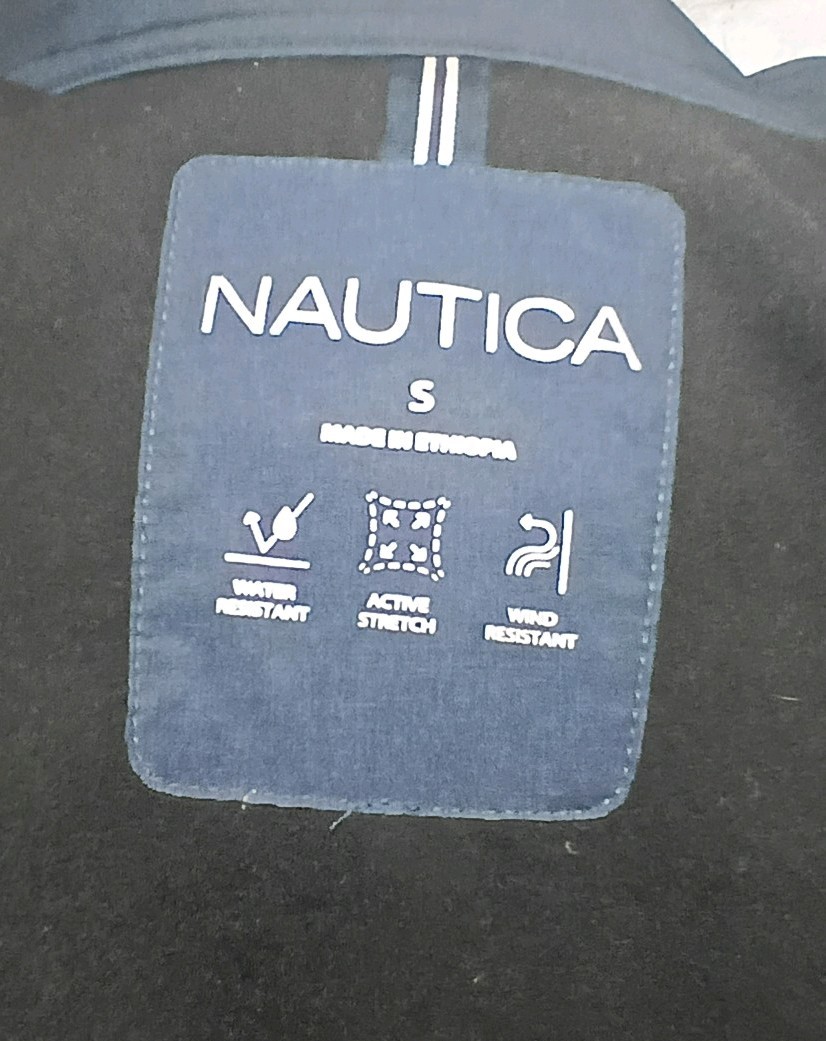 NAUTICA
S
MADE IN ETHIOPIA
WATER
RESISTANT
ACTIVE
STRETCH
WIND
RESISTANT